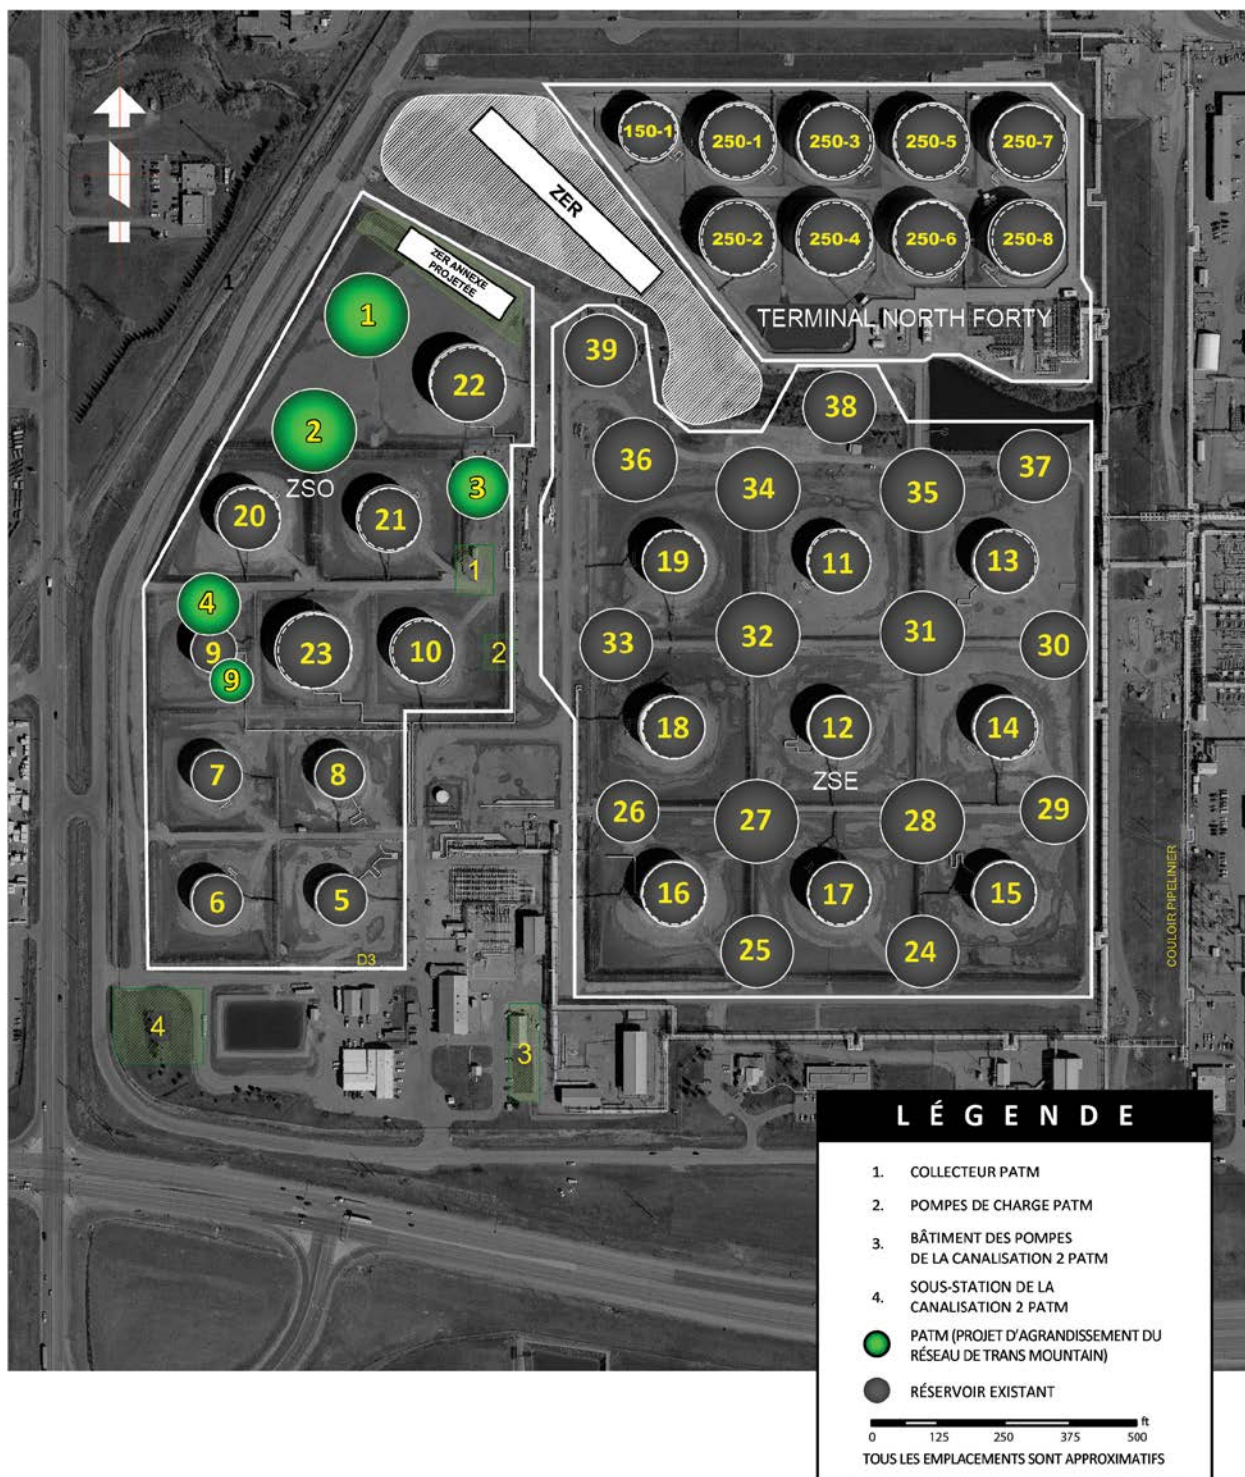 150-1
250-1
250-3
250-5
250-7
250-2
250-4
250-6
250-8
TERMINAL NORTH FORTY
ZER
ZER ANNEXE
PROJETÉE
1
1
2
22
3
ZSO
20
21
1
4
9
9
23
10
2
7
8
6
5
D3
4
3
39
38
36
34
35
37
19
11
13
33
32
31
30
18
12
14
ZSE
26
27
28
29
16
17
15
25
24
COULOIR PIPELINIER
LÉGENDE
1. COLLECTEUR PATM
2. POMPES DE CHARGE PATM
3. BÂTIMENT DES POMPES
DE LA CANALISATION 2 PATM
4. SOUS-STATION DE LA
CANALISATION 2 PATM
PATM (PROJET D'AGRANDISSEMENT DU
RÉSEAU DE TRANS MOUNTAIN)
RÉSERVOIR EXISTANT
ft
0 125 250 375 500
TOUS LES EMPLACEMENTS SONT APPROXIMATIFS